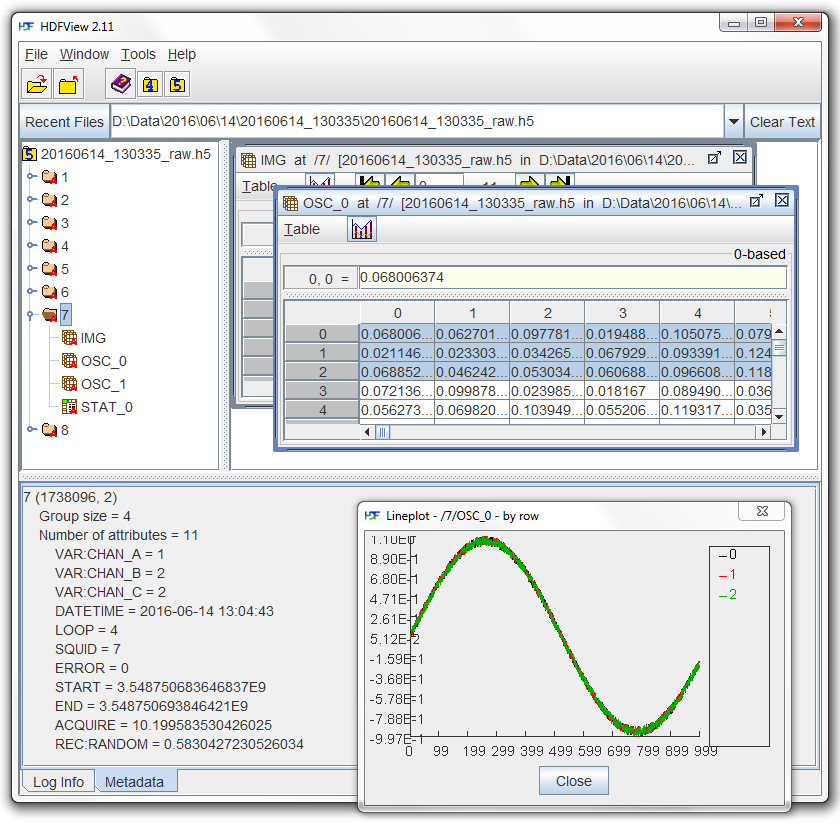 HDFView 2.11
File Window Tools Help
Recent Files D:\Data\2016\06\14\20160614_130335\20160614_130335_raw.h5 Clear Text
20160614_130335_raw.h5
1
2
3
4
5
6
7
IMG
OSC_0
OSC_1
STAT_0
8
IMG at /7/ [20160614_130335_raw.h5 in D:\Data\2016\06\14\20...
Table
OSC_0 at /7/ [20160614_130335_raw.h5 in D:\Data\2016\06\14\...
Table
0-based
0, 0 = 0.068006374
0 1 2 3 4
0 0.068006... 0.062701... 0.097781... 0.019488... 0.105075... 0.079
1 0.021146... 0.023303... 0.034265... 0.067929... 0.093391... 0.124
2 0.068852... 0.046242... 0.053034... 0.060688... 0.096608... 0.118
3 0.072136... 0.099878... 0.023985... 0.018167 0.089490... 0.036
4 0.056273... 0.069820... 0.103949... 0.055206... 0.119317... 0.035
7 (1738096, 2)
Group size = 4
Number of attributes = 11
VAR:CHAN_A = 1
VAR:CHAN_B = 2
VAR:CHAN_C = 2
DATETIME = 2016-06-14 13:04:43
LOOP = 4
SQUID = 7
ERROR = 0
START = 3.548750683646837E9
END = 3.548750693846421E9
ACQUIRE = 10.199583530426025
REC:RANDOM = 0.5830427230526034
Log Info Metadata
Lineplot - /7/OSC_0 - by row
1.10E0
8.90E-1
6.80E-1
4.71E-1
2.61E-1
5.12E-2
-1.59E-1
-3.68E-1
-5.78E-1
-7.88E-1
-9.97E-1
0 99 199 299 399 499 599 699 799 899 999
0
1
2
Close